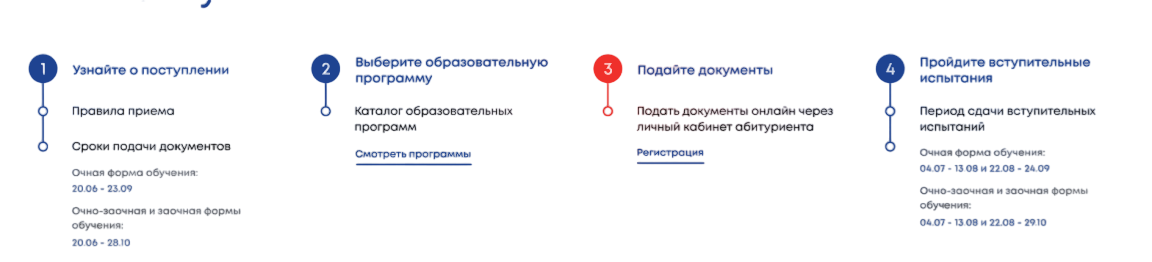 1
Узнайте о поступлении
Правила приема
Сроки подачи документов
Очная форма обучения:
20.06 - 23.09
Очно-заочная и заочная формы
обучения:
20.06 - 28.10
2
Выберите образовательную
программу
Каталог образовательных
программ
Смотреть программы
3
Подайте документы
Подать документы онлайн через
личный кабинет абитуриента
Регистрация
4
Пройдите вступительные
испытания
Период сдачи вступительных
испытаний
Очная форма обучения:
04.07 - 13.08 и 22.08 - 24.09
Очно-заочная и заочная формы
обучения:
04.07 - 13.08 и 22.08 - 29.10